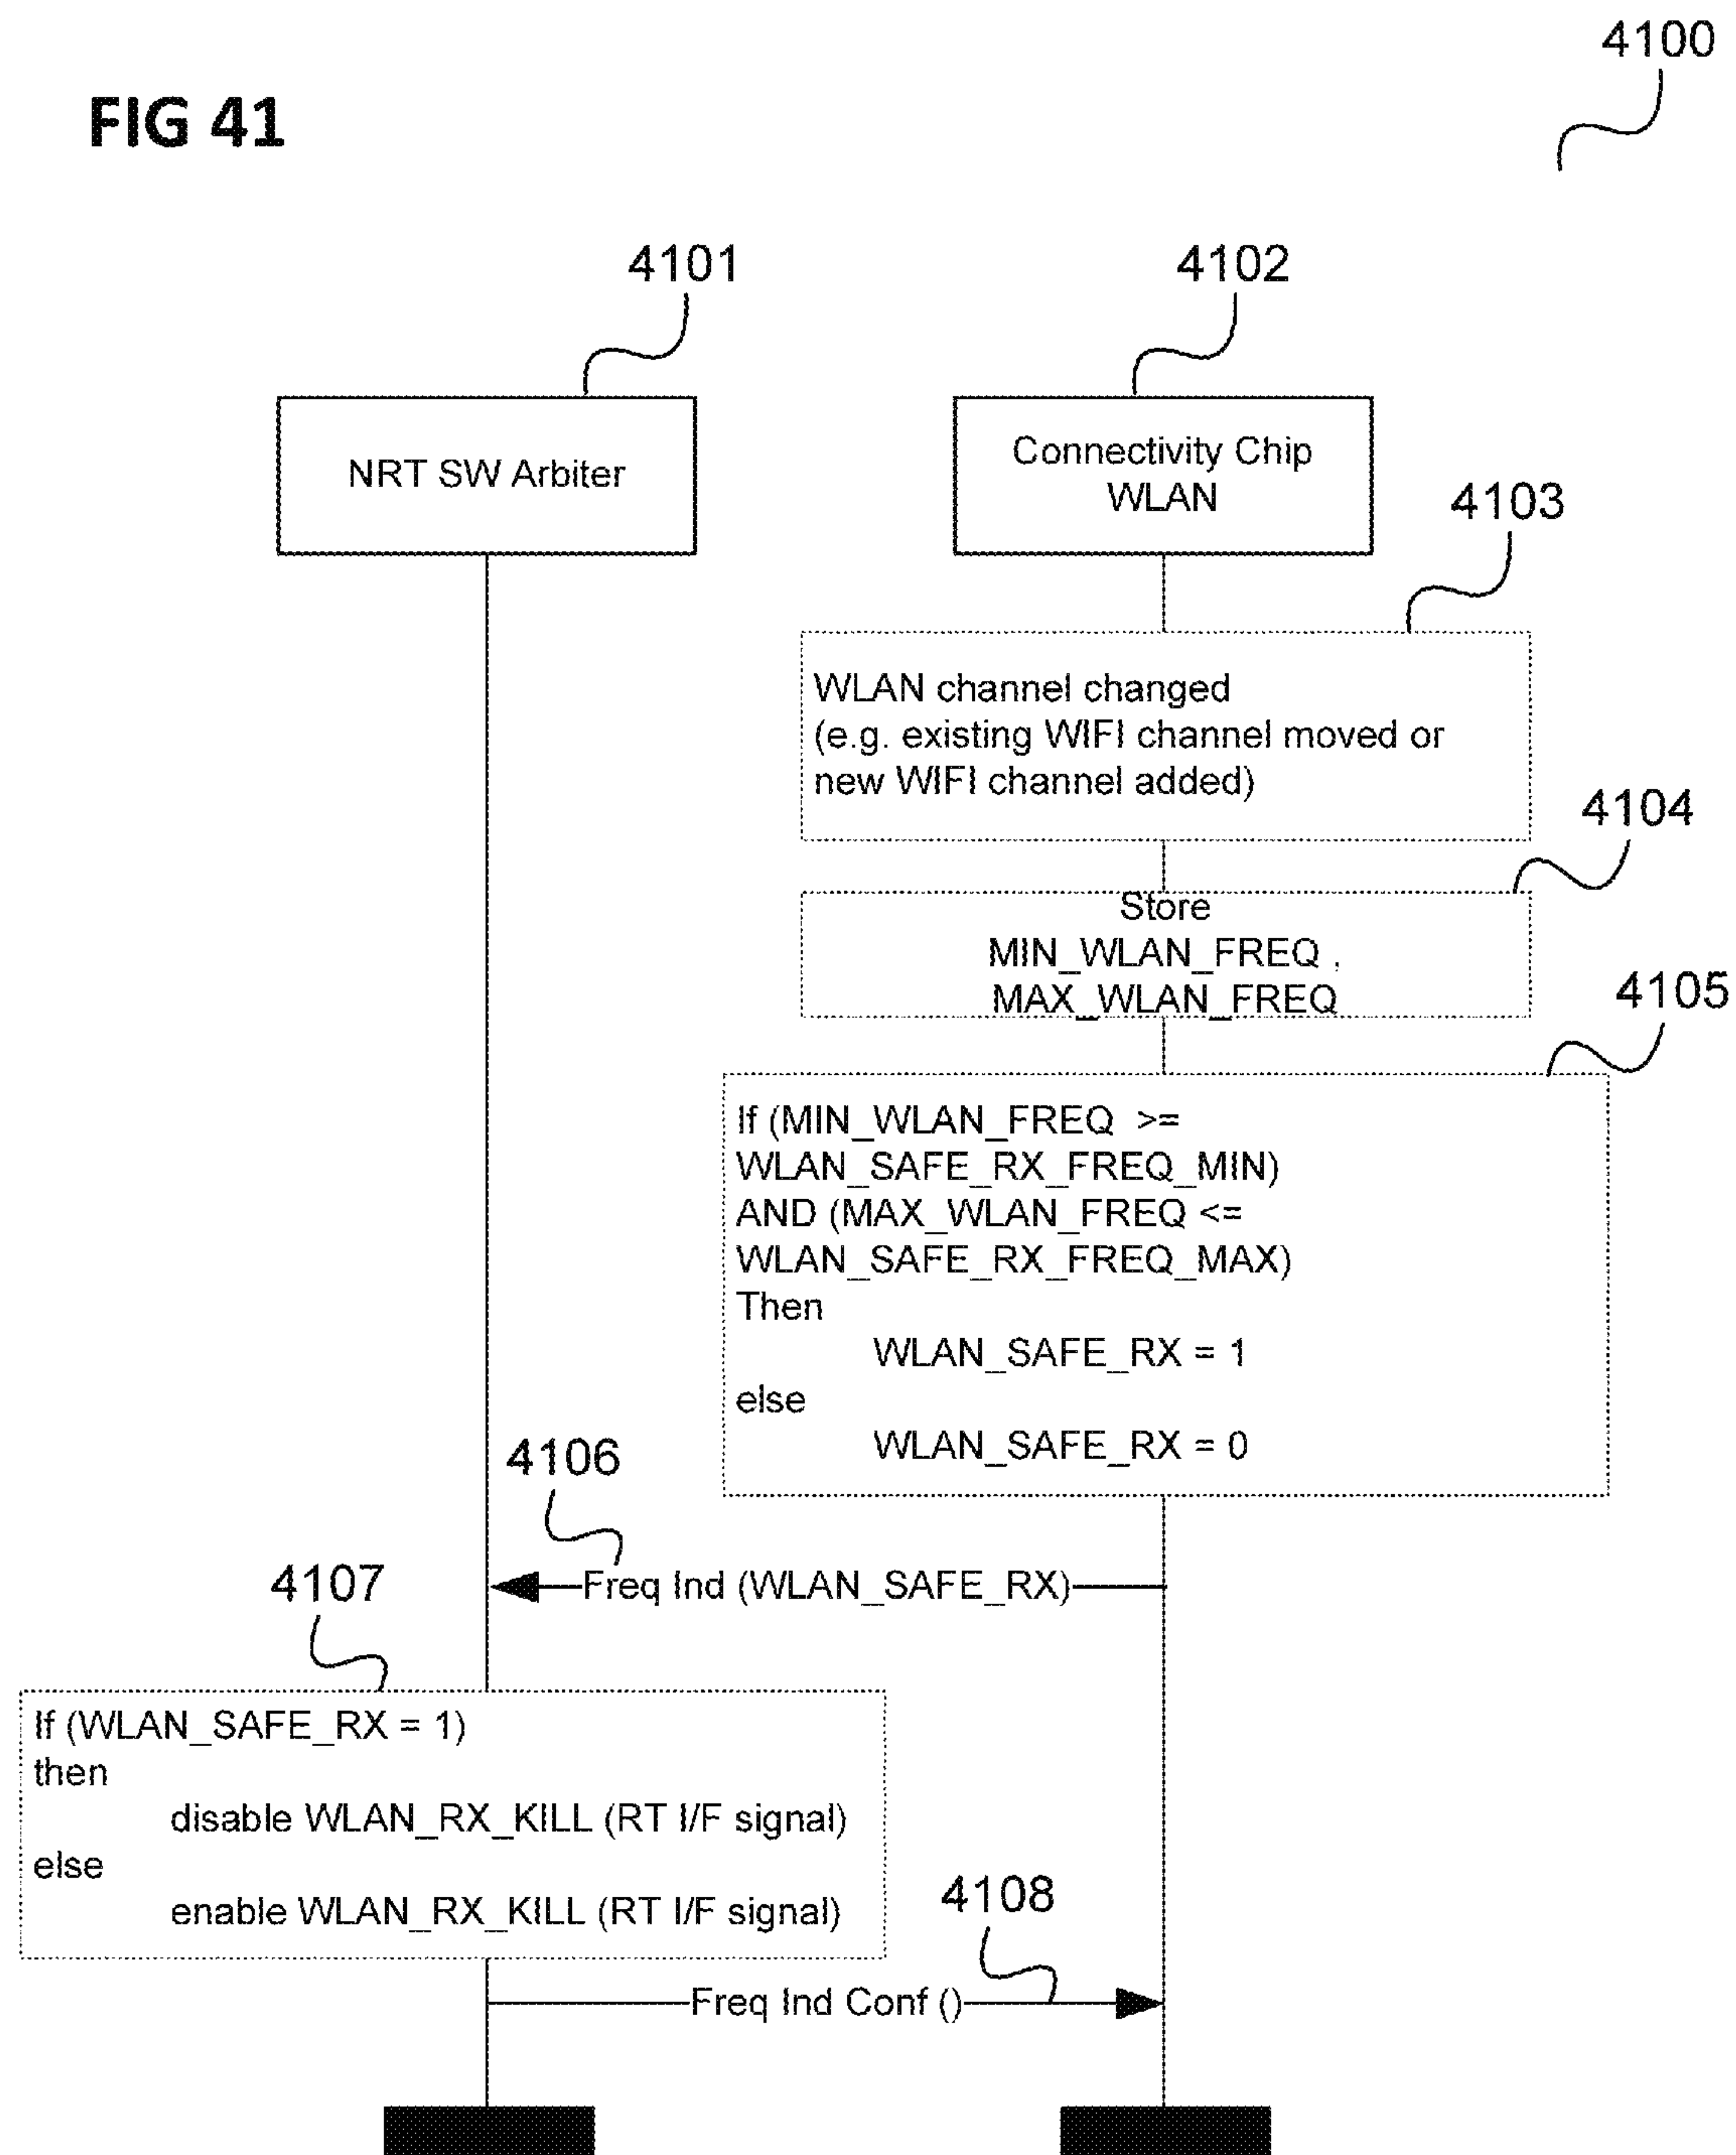 4100
FIG 41
4101
4102
NRT SW Arbiter
Connectivity Chip
WLAN
4103
WLAN channel changed
(e.g. existing WIFI channel moved or
new WIFI channel added)
4104
Store
MIN_WLAN_FREQ ,
MAX_WLAN_FREQ
4105
If (MIN_WLAN_FREQ >=
WLAN_SAFE_RX_FREQ_MIN)
AND (MAX_WLAN_FREQ <=
WLAN_SAFE_RX_FREQ_MAX)
Then
WLAN_SAFE_RX = 1
else
WLAN_SAFE_RX = 0
4106
Freq Ind (WLAN_SAFE_RX)
4107
If (WLAN_SAFE_RX = 1)
then
disable WLAN_RX_KILL (RT I/F signal)
else
enable WLAN_RX_KILL (RT I/F signal)
4108
Freq Ind Conf ()